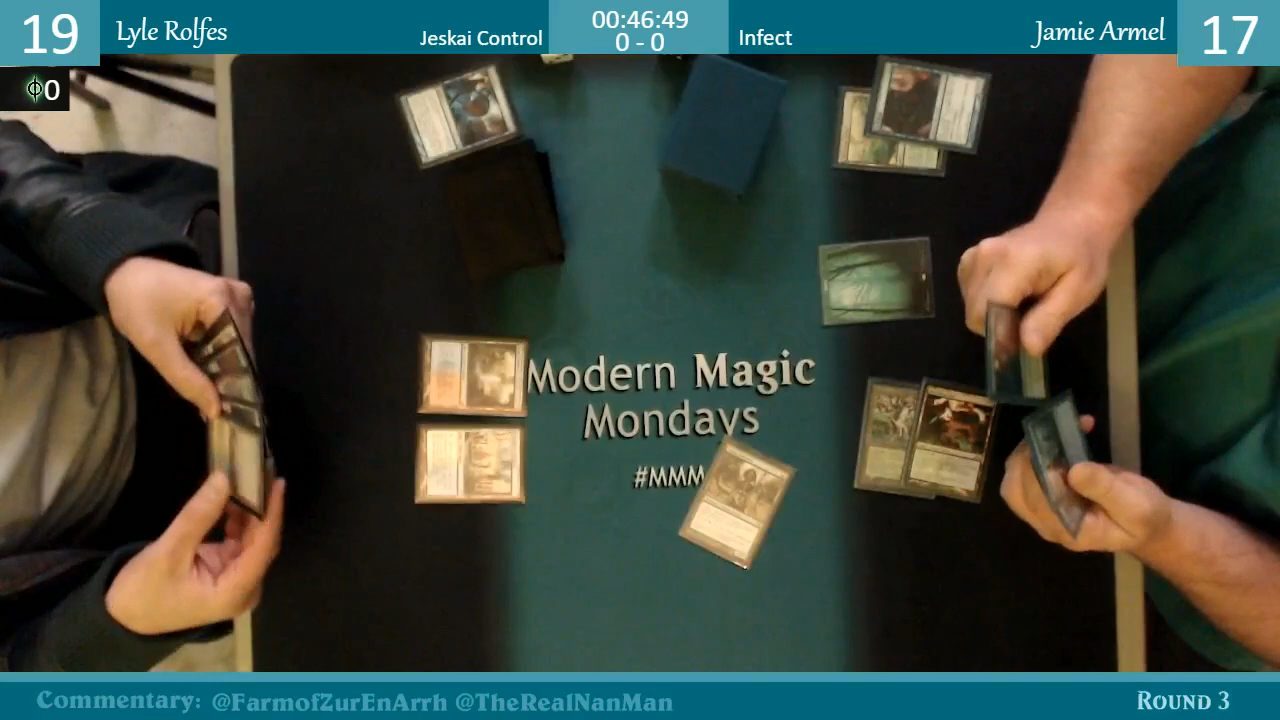 19
Lyle Rolfes
Jeskai Control
00:46:49
0 - 0
Infect
Jamie Armel
17
0
Modern Magic
Mondays
#MMM
Commentary: @FarmofZurEnArrh @TheRealNanMan
Round 3